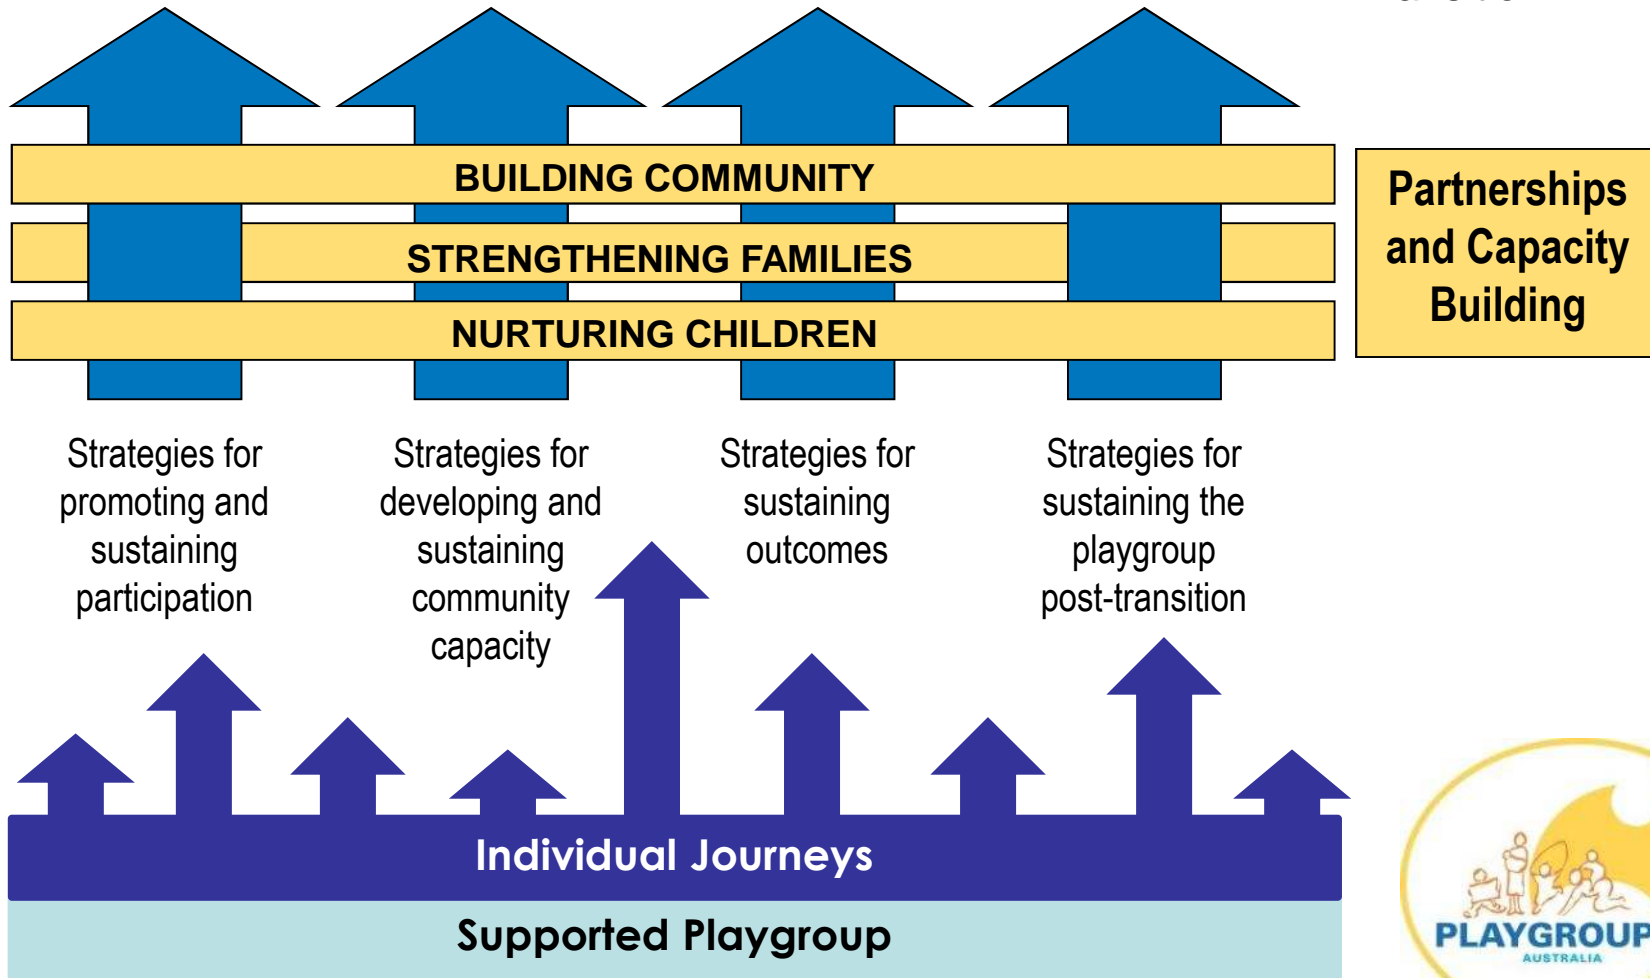 BUILDING COMMUNITY
STRENGTHENING FAMILIES
NURTURING CHILDREN
Partnerships
and Capacity
Building
Strategies for
promoting and
sustaining
participation
Strategies for
developing and
sustaining
community
capacity
Strategies for
sustaining
outcomes
Strategies for
sustaining the
playgroup
post-transition
Individual Journeys
Supported Playgroup
PLAYGROUP
AUSTRALIA